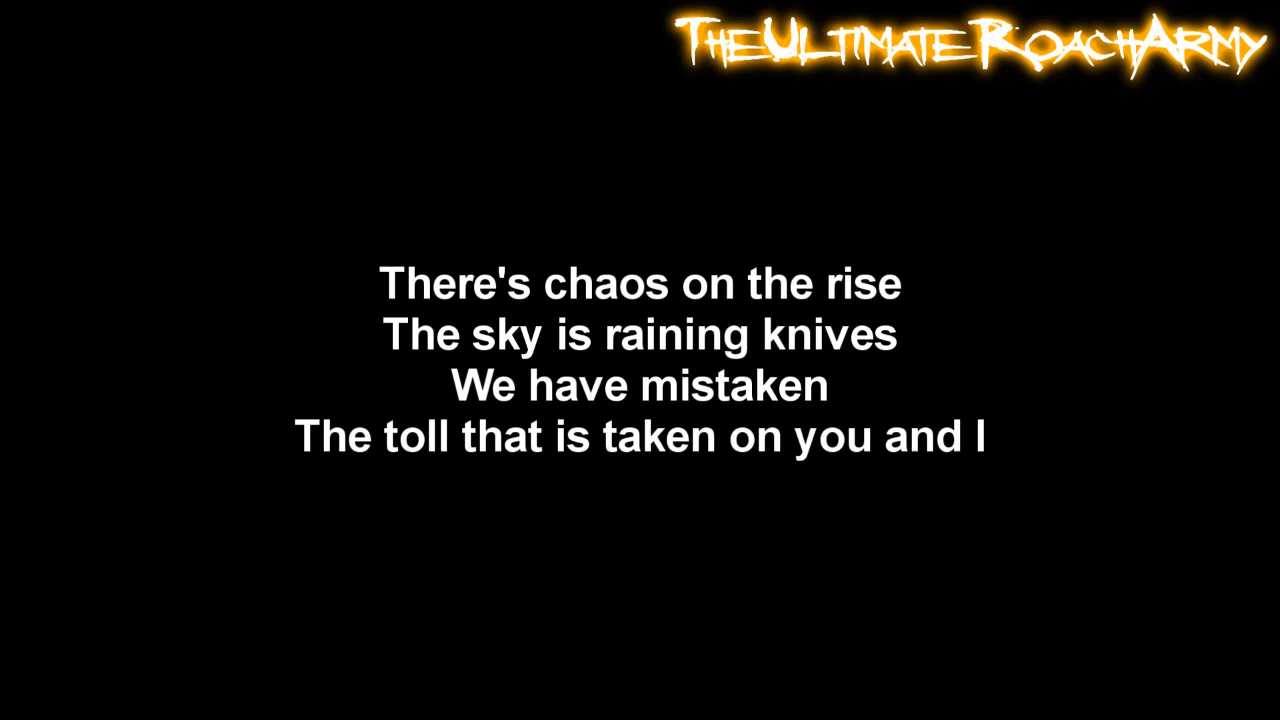 TheUltimateRoachArmy
There's chaos on the rise
The sky is raining knives
We have mistaken
The toll that is taken on you and I